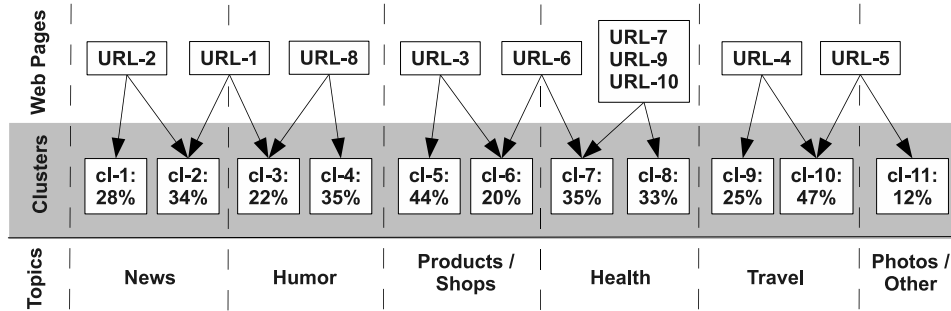 Web Pages
URL-2
URL-1
URL-8
URL-3
URL-6
URL-7
URL-9
URL-10
URL-4
URL-5
Clusters
cl-1:
28%
cl-2:
34%
cl-3:
22%
cl-4:
35%
cl-5:
44%
cl-6:
20%
cl-7:
35%
cl-8:
33%
cl-9:
25%
cl-10:
47%
cl-11:
12%
Topics
News
Humor
Products /
Shops
Health
Travel
Photos /
Other